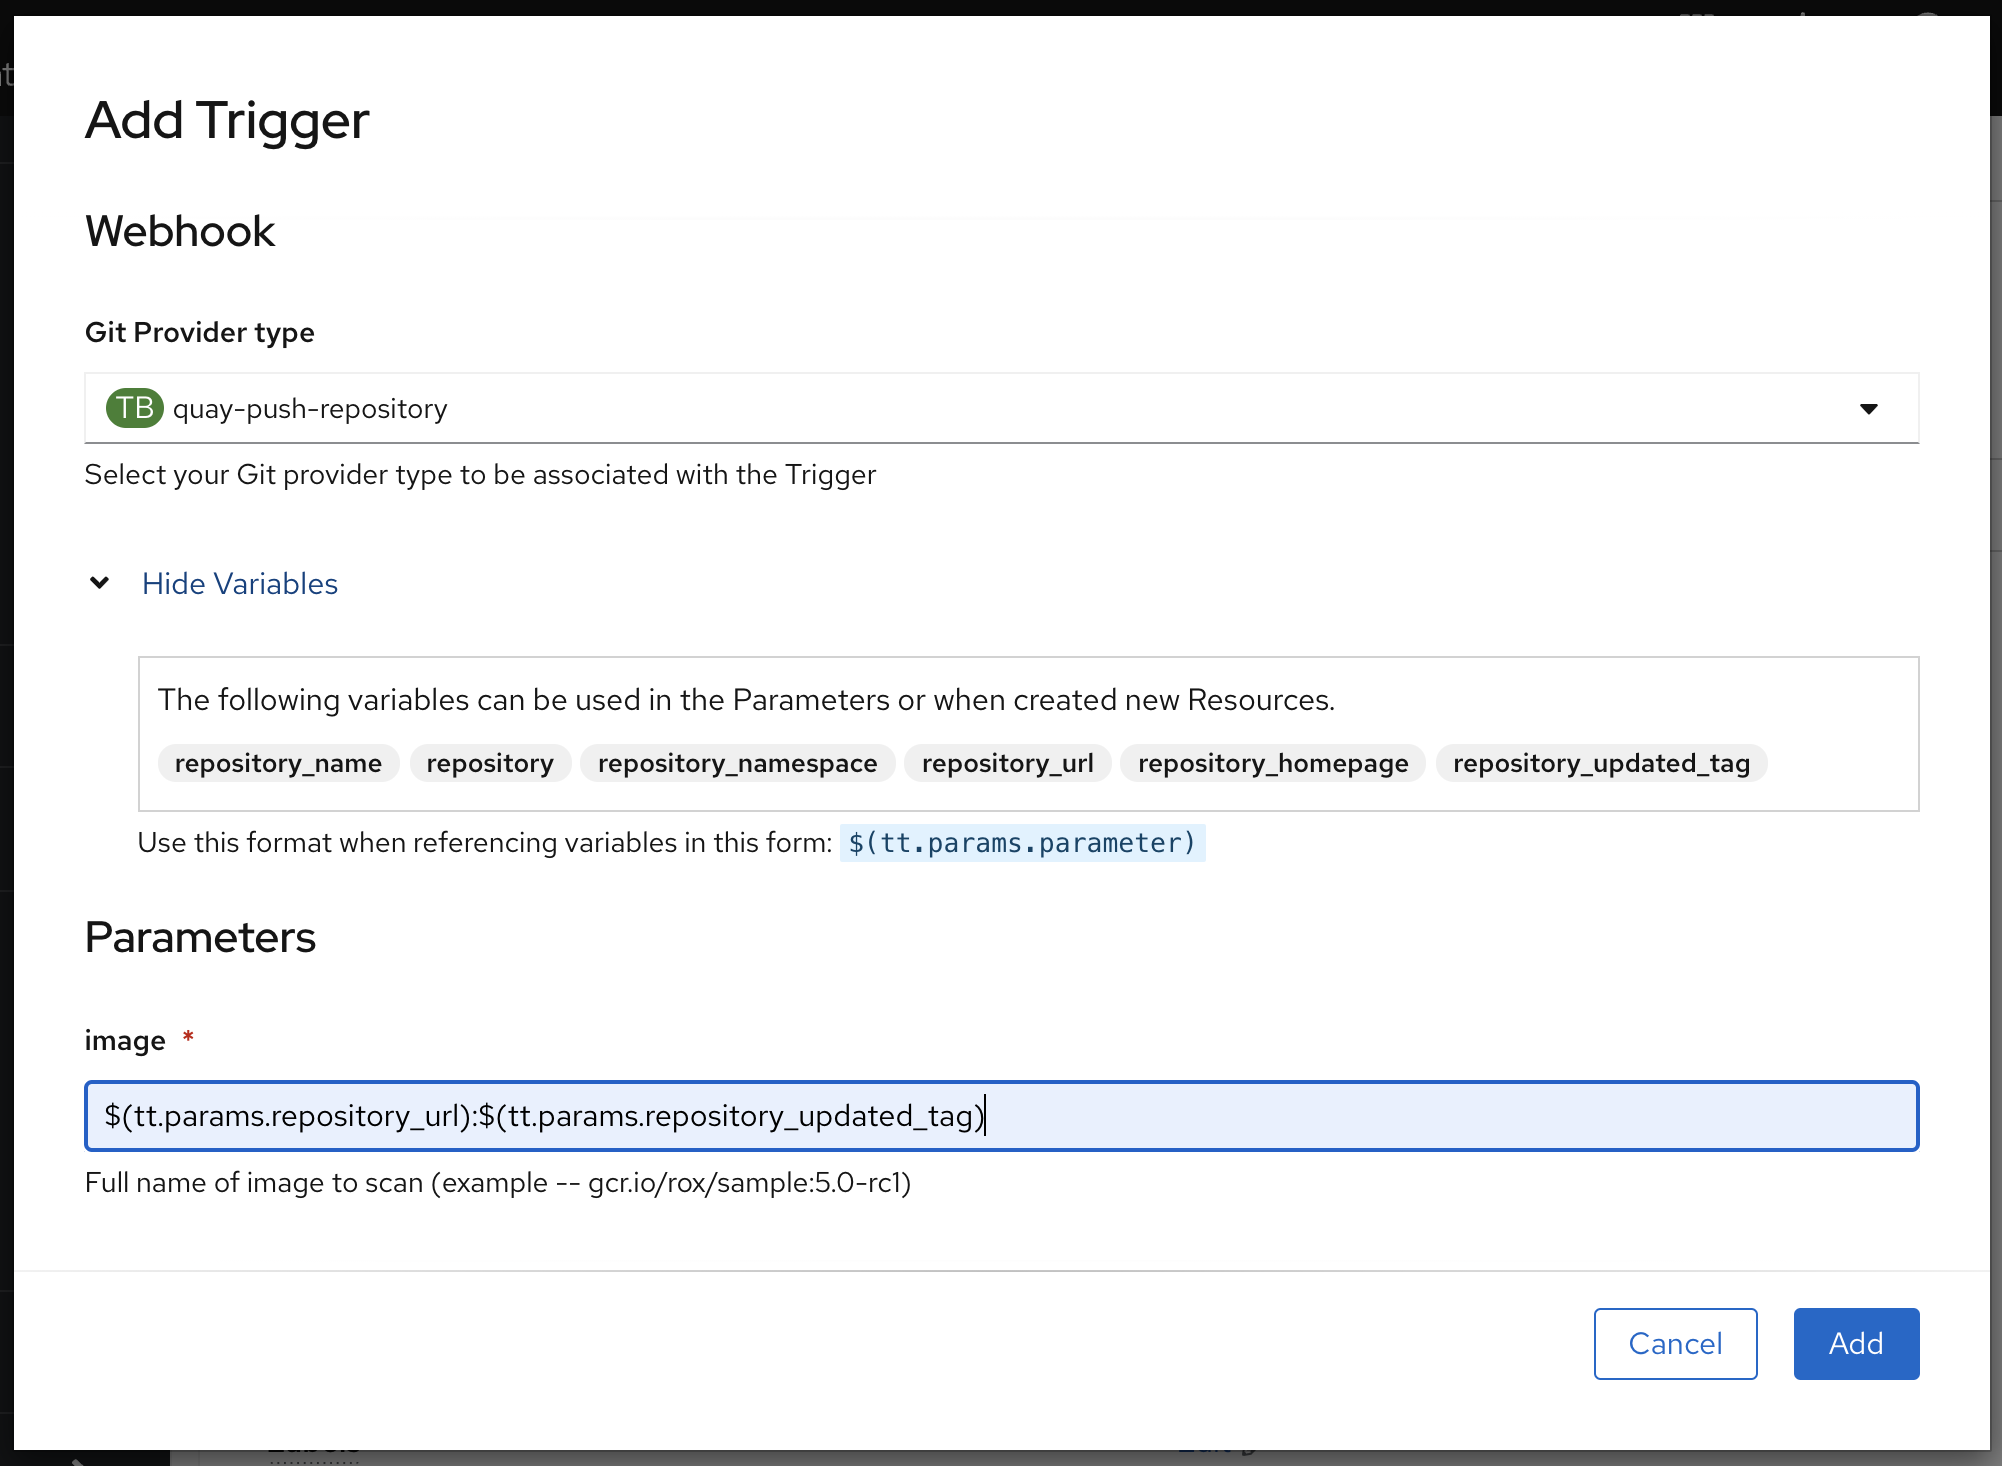 Add Trigger
Webhook
Git Provider type
TB quay-push-repository
Select your Git provider type to be associated with the Trigger
Hide Variables
The following variables can be used in the Parameters or when created new Resources.
repository_name repository repository_namespace repository_url repository_homepage repository_updated_tag
Use this format when referencing variables in this form: $(tt.params.parameter)
Parameters
image *
$(tt.params.repository_url):$(tt.params.repository_updated_tag)
Full name of image to scan (example -- gcr.io/rox/sample:5.0-rc1)
Cancel Add